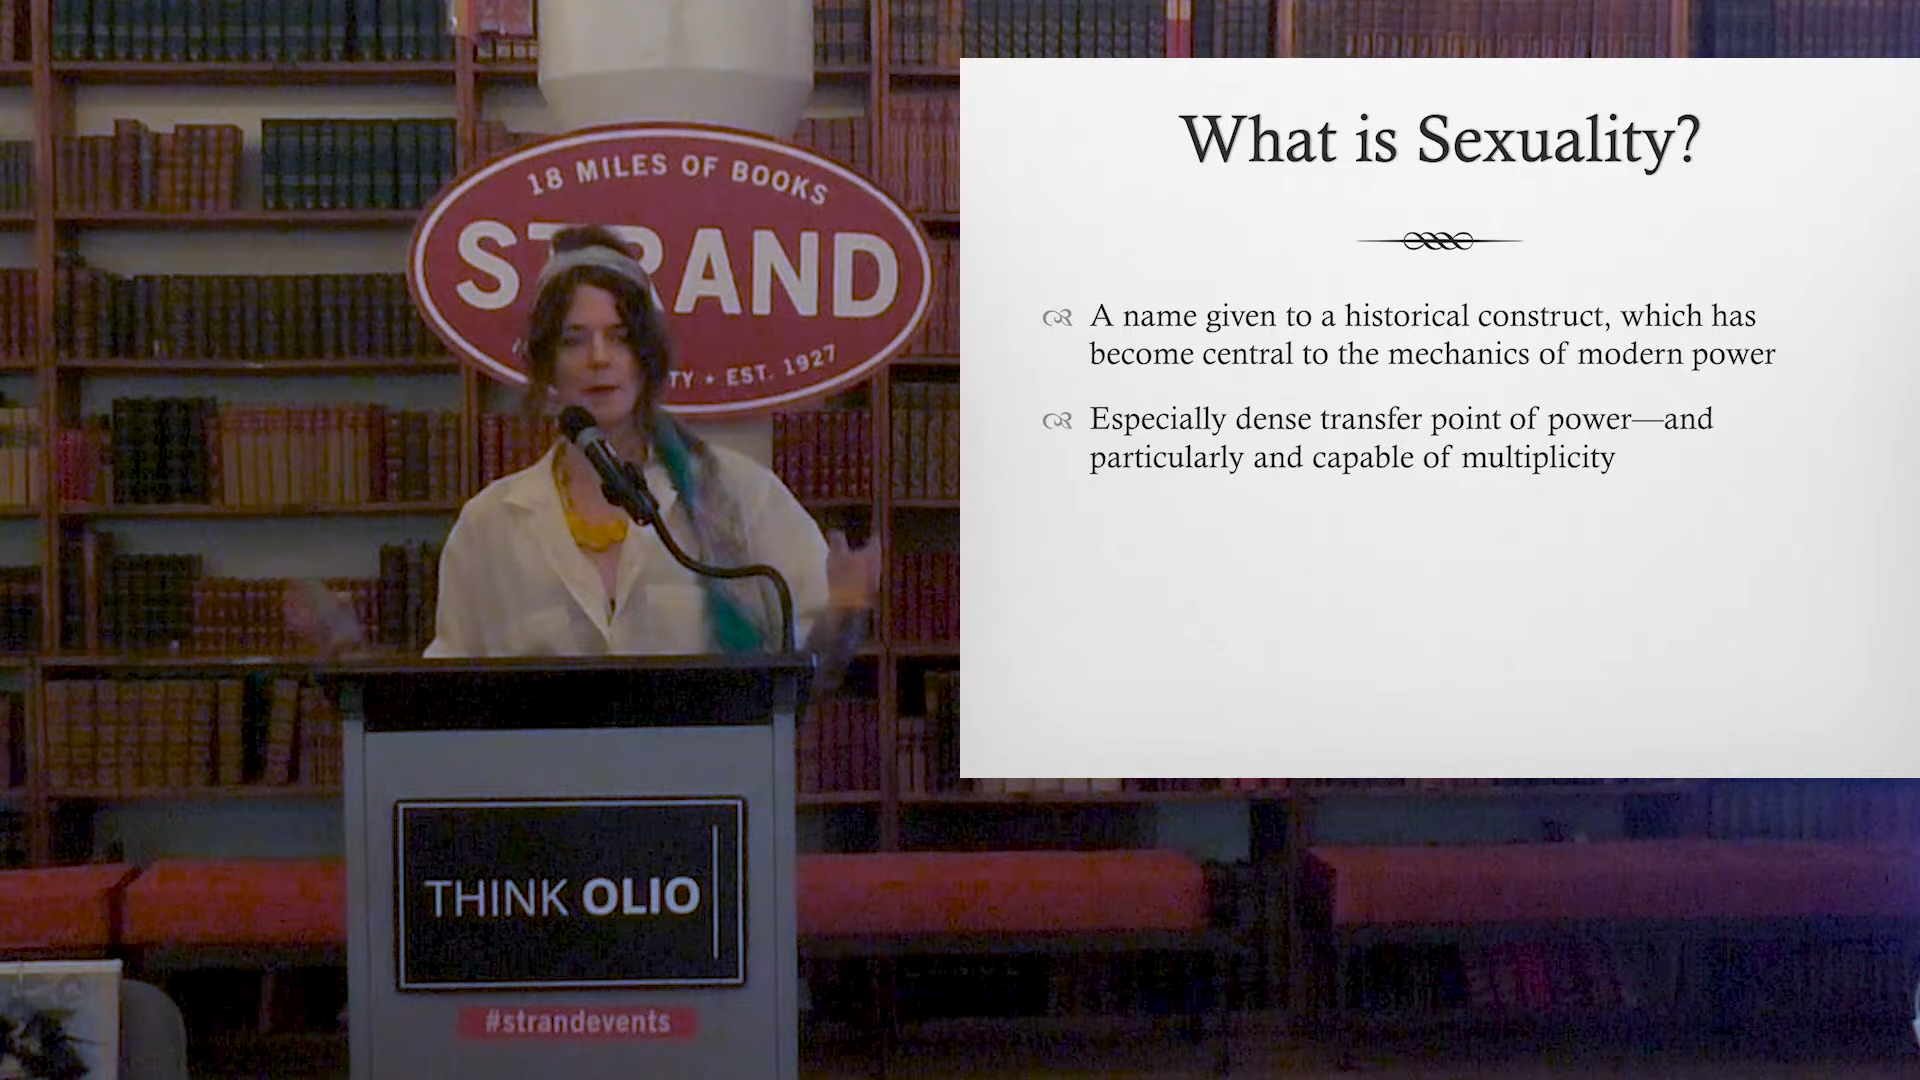 18 MILES OF BOOKS
STRAND
TY • EST. 1927
THINK OLIO
#strandevents
What is Sexuality?
A name given to a historical construct, which has
become central to the mechanics of modern power
Especially dense transfer point of power—and
particularly and capable of multiplicity